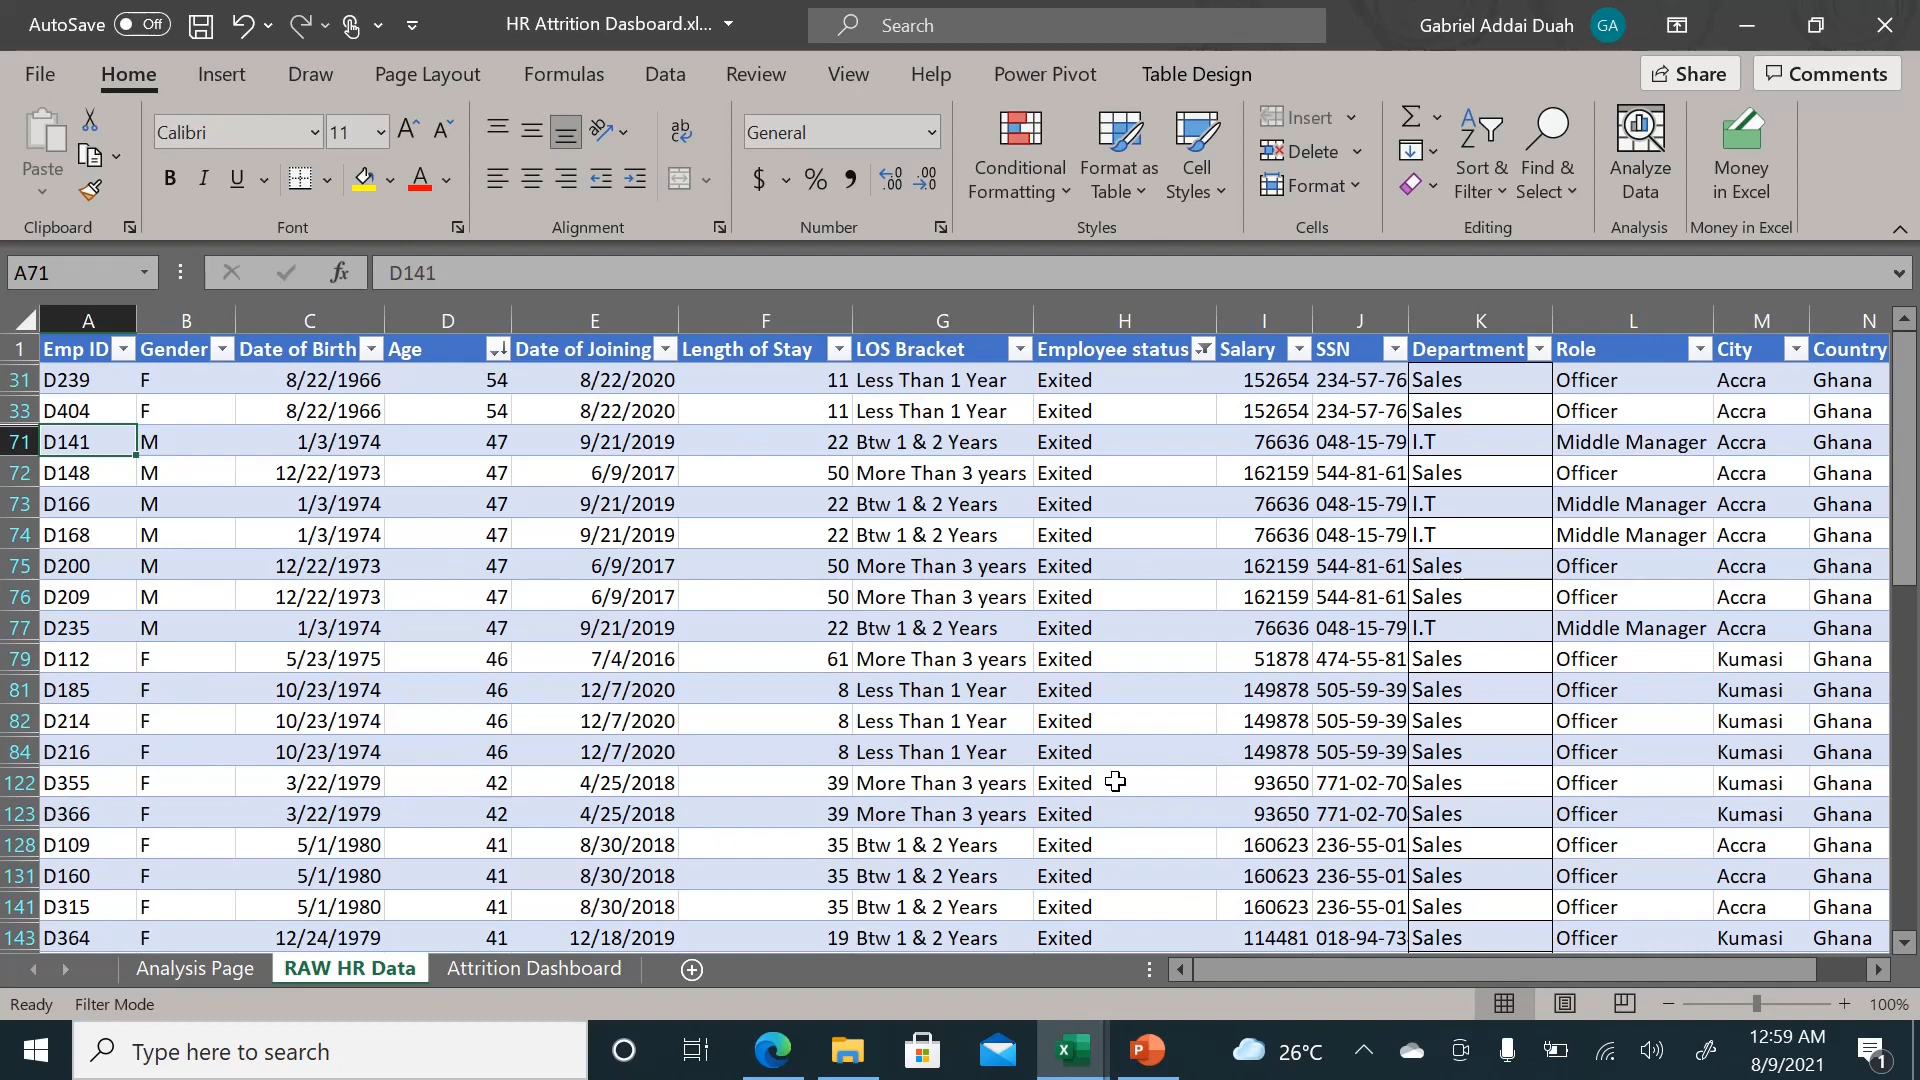 AutoSave Off HR Attrition Dasboard.xl... Search Gabriel Addai Duah GA
File Home Insert Draw Page Layout Formulas Data Review View Help Power Pivot Table Design Share Comments
Paste Calibri 11 General Conditional Formatting Format as Table Cell Styles Insert Delete Format Sort & Filter Find & Select Analyze Data Money in Excel
Clipboard Font Alignment Number Styles Cells Editing Analysis Money in Excel
A71 fx D141
A B C D E F G H I J K L M N
1 Emp ID Gender Date of Birth Age Date of Joining Length of Stay LOS Bracket Employee status Salary SSN Department Role City Country
31 D239 F 8/22/1966 54 8/22/2020 11 Less Than 1 Year Exited 152654 234-57-76 Sales Officer Accra Ghana
33 D404 F 8/22/1966 54 8/22/2020 11 Less Than 1 Year Exited 152654 234-57-76 Sales Officer Accra Ghana
71 D141 M 1/3/1974 47 9/21/2019 22 Btw 1 & 2 Years Exited 76636 048-15-79 I.T Middle Manager Accra Ghana
72 D148 M 12/22/1973 47 6/9/2017 50 More Than 3 years Exited 162159 544-81-61 Sales Officer Accra Ghana
73 D166 M 1/3/1974 47 9/21/2019 22 Btw 1 & 2 Years Exited 76636 048-15-79 I.T Middle Manager Accra Ghana
74 D168 M 1/3/1974 47 9/21/2019 22 Btw 1 & 2 Years Exited 76636 048-15-79 I.T Middle Manager Accra Ghana
75 D200 M 12/22/1973 47 6/9/2017 50 More Than 3 years Exited 162159 544-81-61 Sales Officer Accra Ghana
76 D209 M 12/22/1973 47 6/9/2017 50 More Than 3 years Exited 162159 544-81-61 Sales Officer Accra Ghana
77 D235 M 1/3/1974 47 9/21/2019 22 Btw 1 & 2 Years Exited 76636 048-15-79 I.T Middle Manager Accra Ghana
79 D112 F 5/23/1975 46 7/4/2016 61 More Than 3 years Exited 51878 474-55-81 Sales Officer Kumasi Ghana
81 D185 F 10/23/1974 46 12/7/2020 8 Less Than 1 Year Exited 149878 505-59-39 Sales Officer Kumasi Ghana
82 D214 F 10/23/1974 46 12/7/2020 8 Less Than 1 Year Exited 149878 505-59-39 Sales Officer Kumasi Ghana
84 D216 F 10/23/1974 46 12/7/2020 8 Less Than 1 Year Exited 149878 505-59-39 Sales Officer Kumasi Ghana
122 D355 F 3/22/1979 42 4/25/2018 39 More Than 3 years Exited 93650 771-02-70 Sales Officer Kumasi Ghana
123 D366 F 3/22/1979 42 4/25/2018 39 More Than 3 years Exited 93650 771-02-70 Sales Officer Kumasi Ghana
128 D109 F 5/1/1980 41 8/30/2018 35 Btw 1 & 2 Years Exited 160623 236-55-01 Sales Officer Accra Ghana
131 D160 F 5/1/1980 41 8/30/2018 35 Btw 1 & 2 Years Exited 160623 236-55-01 Sales Officer Accra Ghana
141 D315 F 5/1/1980 41 8/30/2018 35 Btw 1 & 2 Years Exited 160623 236-55-01 Sales Officer Accra Ghana
143 D364 F 12/24/1979 41 12/18/2019 19 Btw 1 & 2 Years Exited 114481 018-94-73 Sales Officer Kumasi Ghana
Analysis Page RAW HR Data Attrition Dashboard
Ready Filter Mode 100%
Type here to search 26°C 12:59 AM
8/9/2021 1